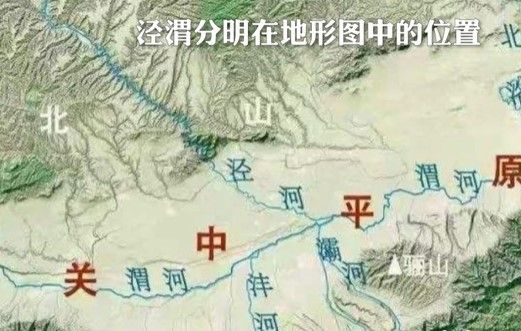 泾渭分明在地形图中的位置
北
山
北
泾河
渭河
原
平
中
灞河
骊山
关
渭河
沣河